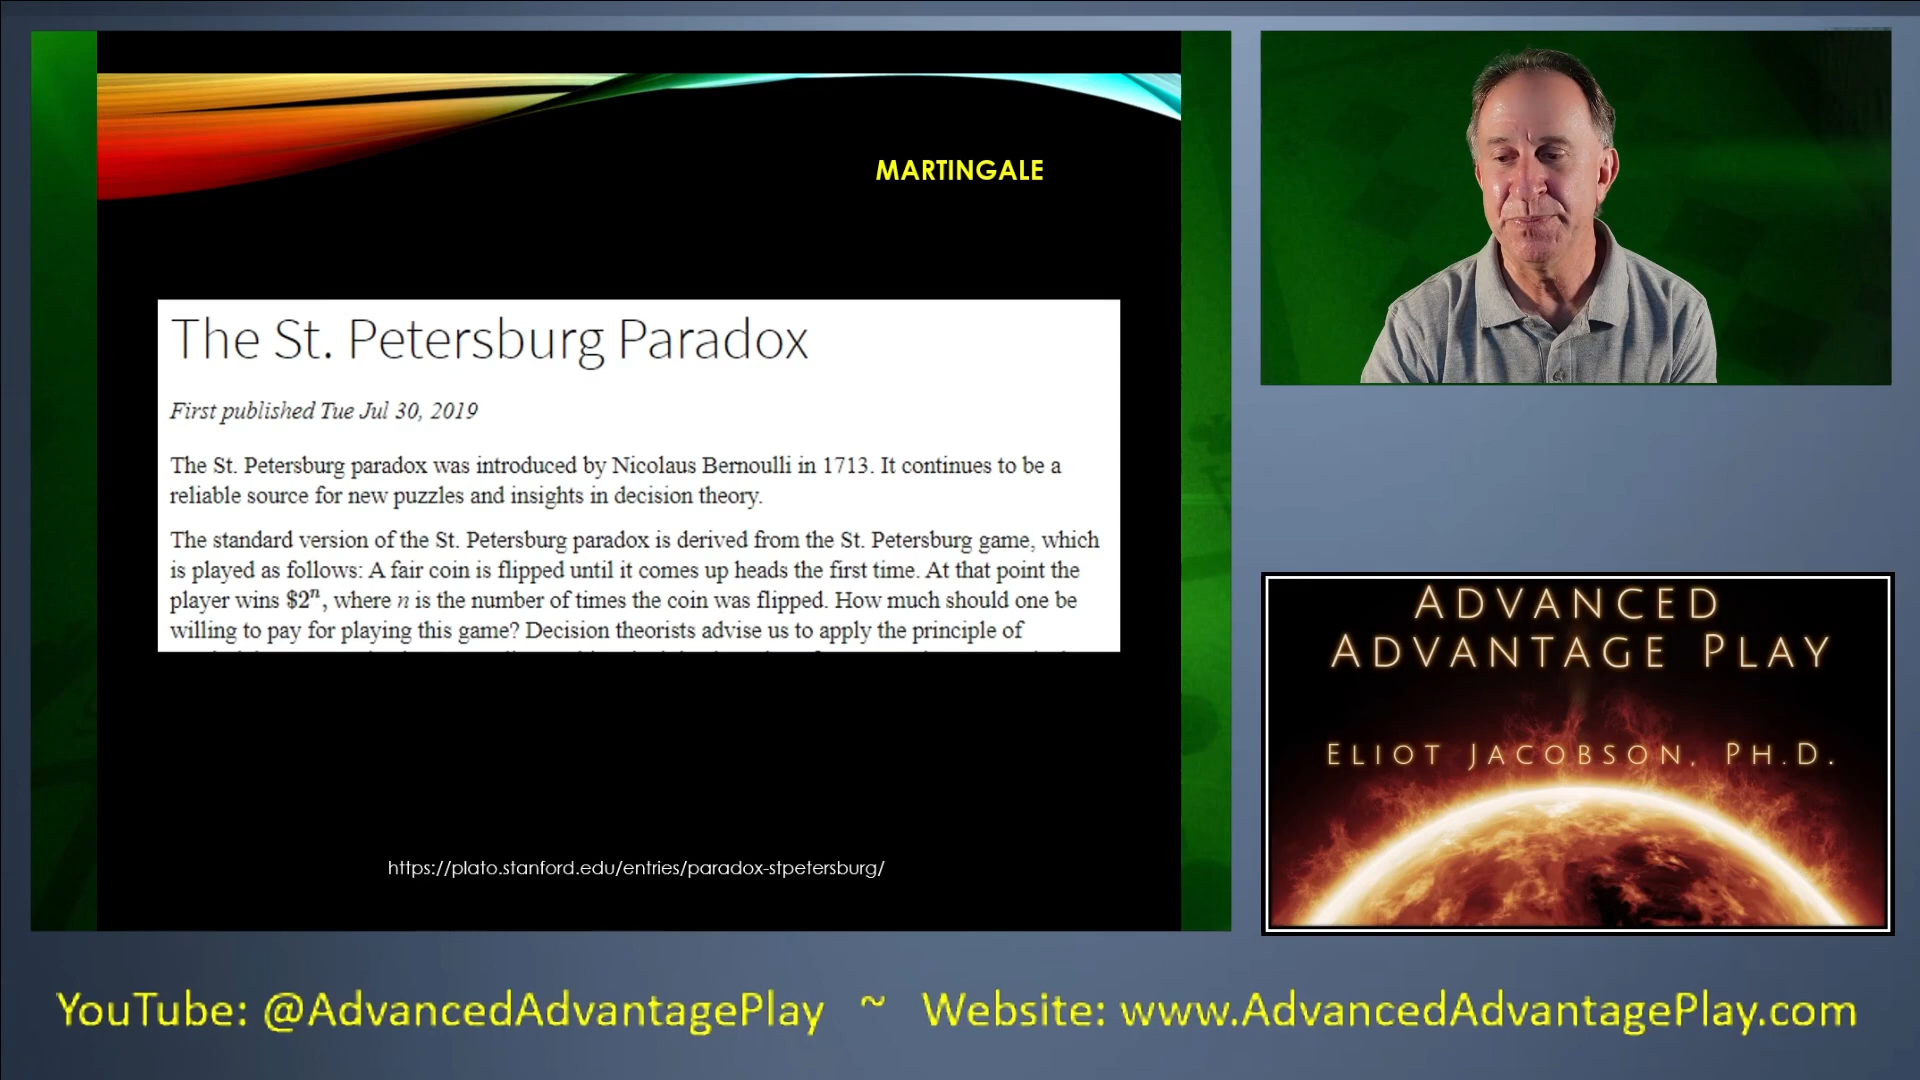 MARTINGALE
The St. Petersburg Paradox
First published Tue Jul 30, 2019
The St. Petersburg paradox was introduced by Nicolaus Bernoulli in 1713. It continues to be a
reliable source for new puzzles and insights in decision theory.
The standard version of the St. Petersburg paradox is derived from the St. Petersburg game, which
is played as follows: A fair coin is flipped until it comes up heads the first time. At that point the
player wins $2ⁿ, where n is the number of times the coin was flipped. How much should one be
willing to pay for playing this game? Decision theorists advise us to apply the principle of
https://plato.stanford.edu/entries/paradox-stpetersburg/
ADVANCED
ADVANTAGE PLAY
ELIOT JACOBSON, PH.D.
YouTube: @AdvancedAdvantagePlay ~ Website: www.AdvancedAdvantagePlay.com